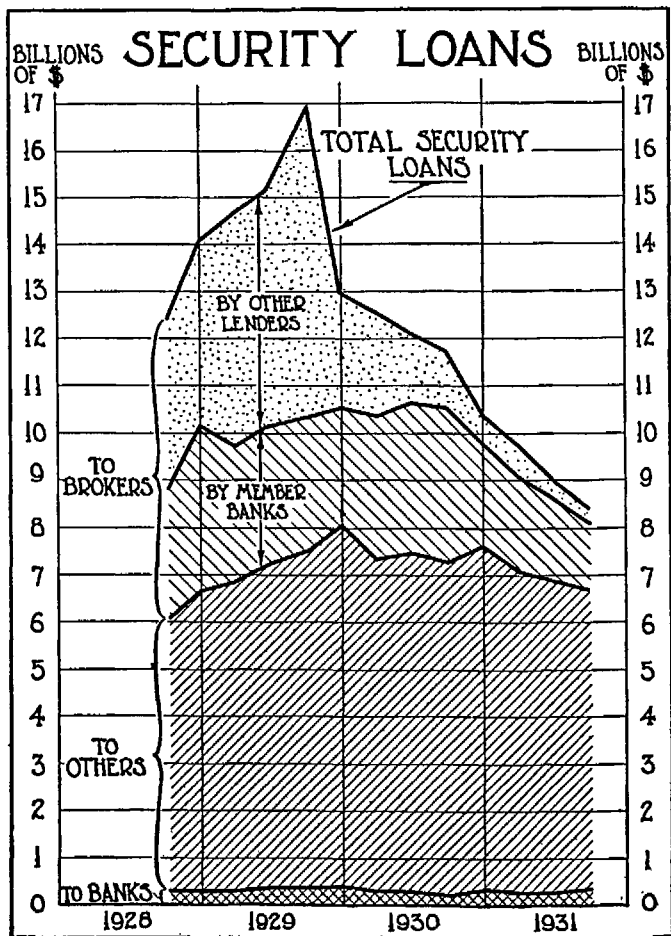 SECURITY LOANS
BILLIONS
OF $
BILLIONS
OF $
17
16
15
14
13
12
11
10
9
8
7
6
5
4
3
2
1
0
17
16
15
14
13
12
11
10
9
8
7
6
5
4
3
2
1
0
TOTAL SECURITY
LOANS
BY OTHER
LENDERS
TO
BROKERS
BY MEMBER
BANKS
TO
OTHERS
TO BANKS
1928
1929
1930
1931